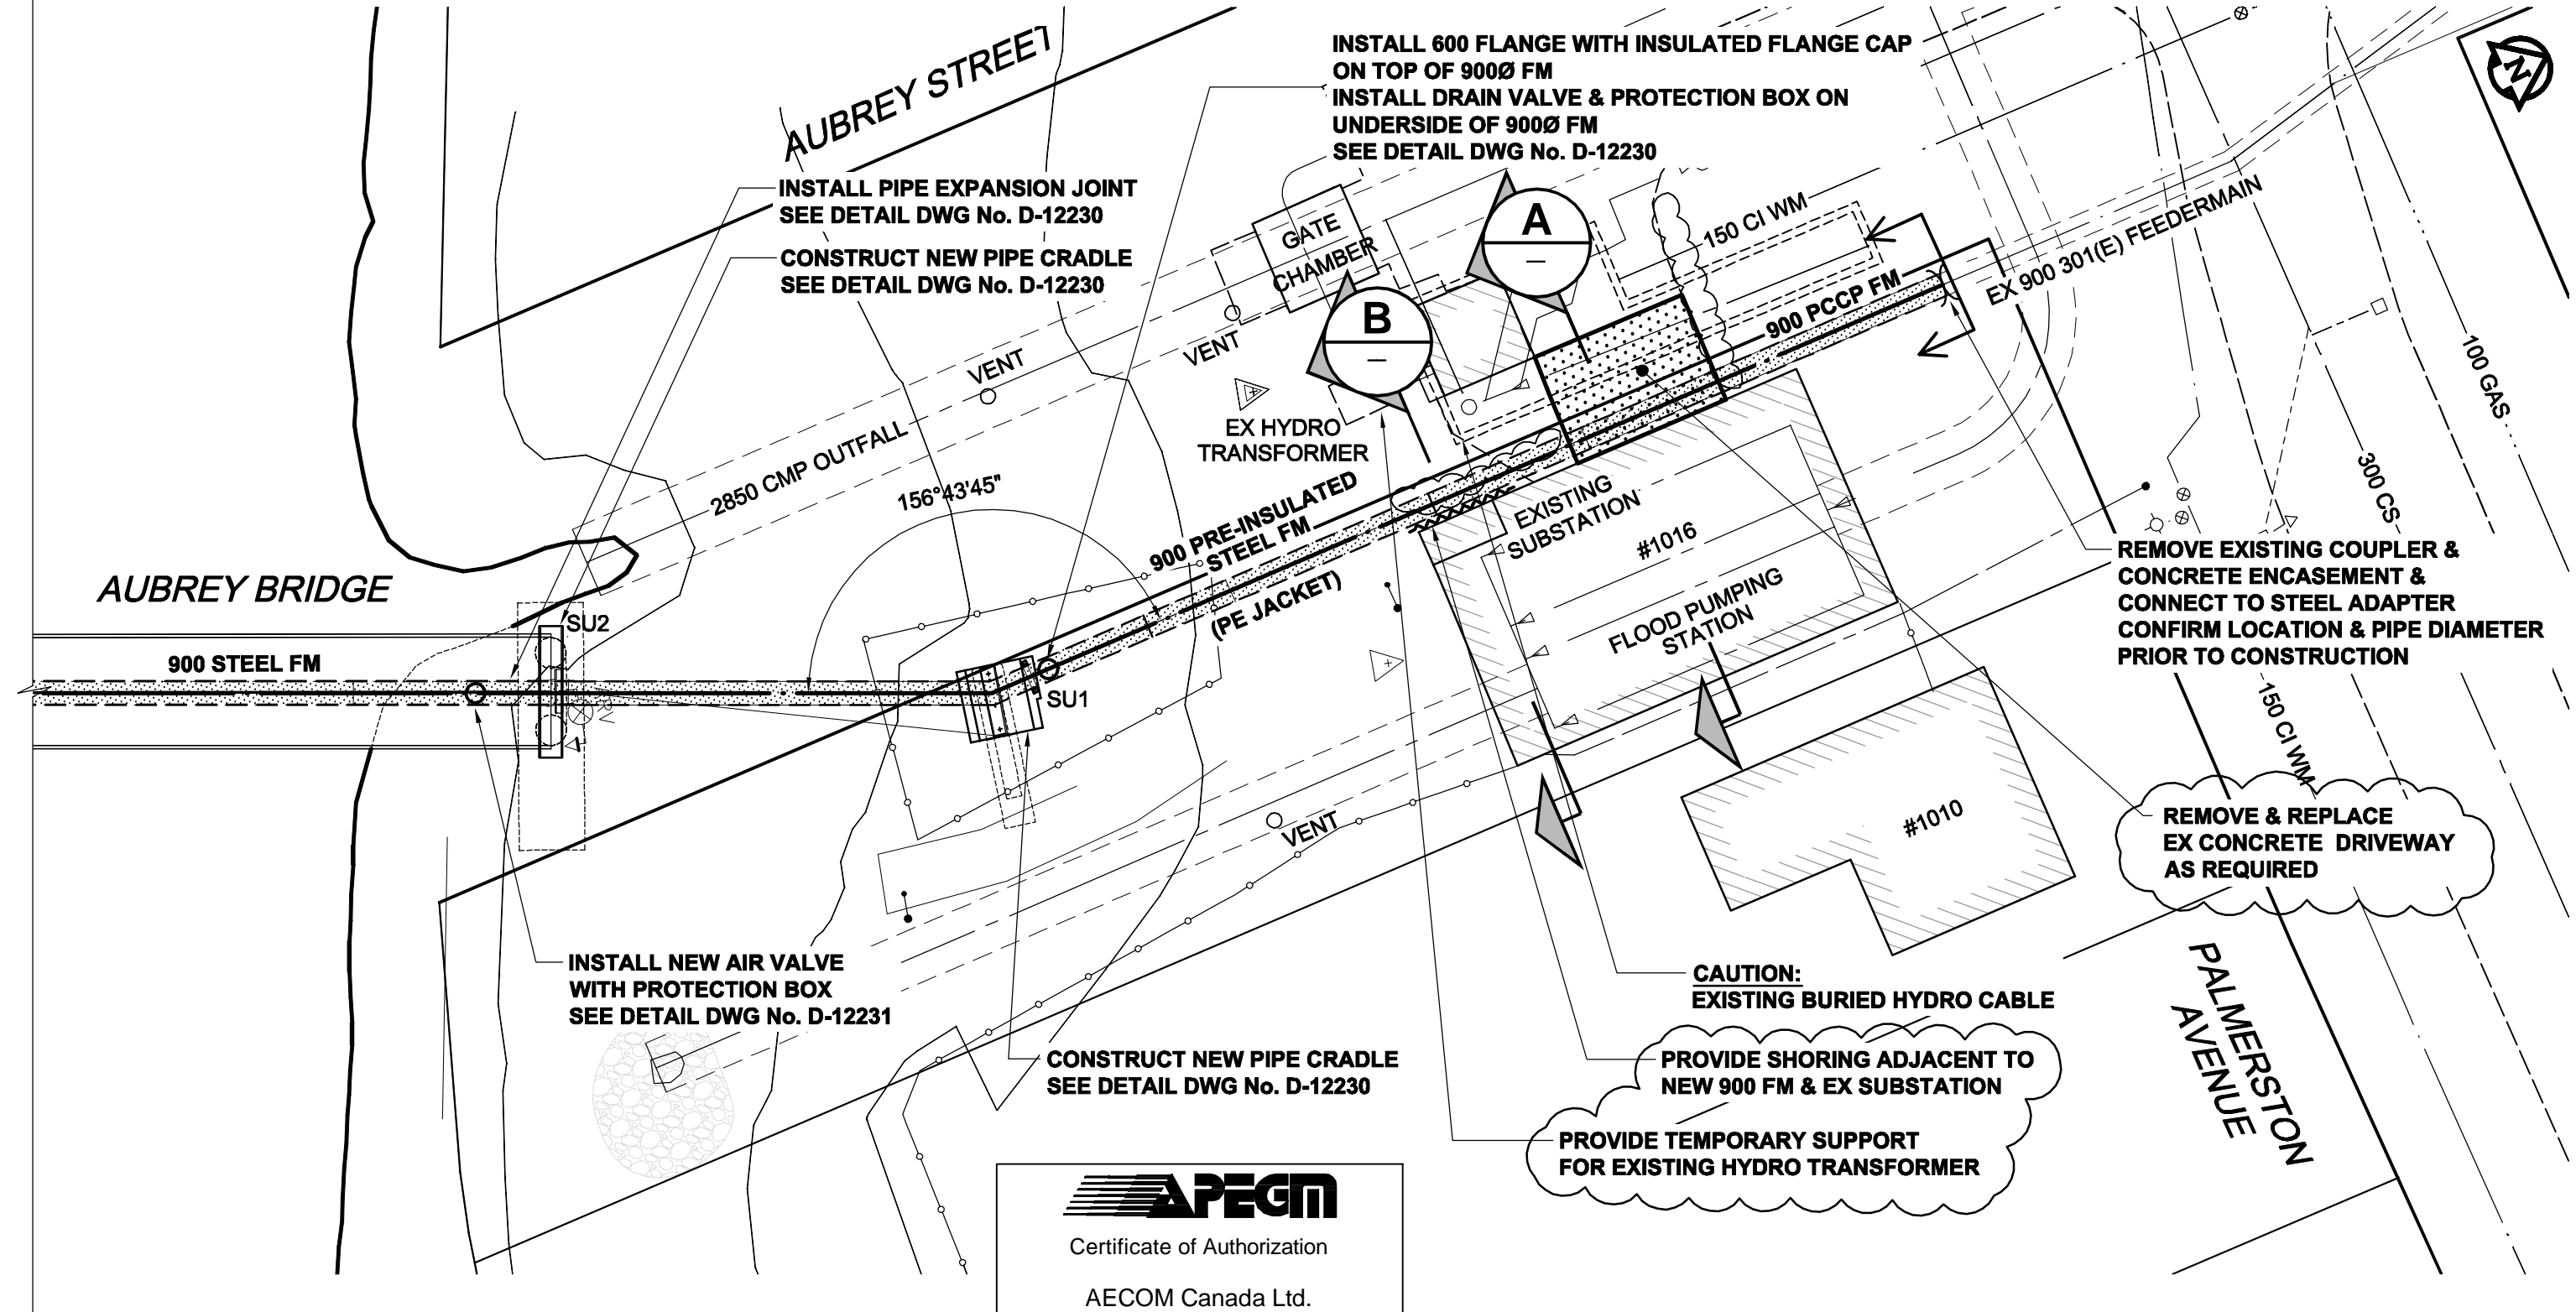 AUBREY STREET
INSTALL 600 FLANGE WITH INSULATED FLANGE CAP
ON TOP OF 900Ø FM
INSTALL DRAIN VALVE & PROTECTION BOX ON
UNDERSIDE OF 900Ø FM
SEE DETAIL DWG No. D-12230
N
INSTALL PIPE EXPANSION JOINT
SEE DETAIL DWG No. D-12230
CONSTRUCT NEW PIPE CRADLE
SEE DETAIL DWG No. D-12230
GATE
CHAMBER
A
–
B
–
150 CI WM
900 PCCP FM
EX 900 301(E) FEEDERMAIN
100 GAS
300 CS
150 CI WM
VENT
VENT
EX HYDRO
TRANSFORMER
2850 CMP OUTFALL
156°43'45"
900 PRE-INSULATED
STEEL FM
(PE JACKET)
EXISTING
SUBSTATION
#1016
FLOOD PUMPING
STATION
AUBREY BRIDGE
SU2
900 STEEL FM
SU1
REMOVE EXISTING COUPLER &
CONCRETE ENCASEMENT &
CONNECT TO STEEL ADAPTER
CONFIRM LOCATION & PIPE DIAMETER
PRIOR TO CONSTRUCTION
VENT
#1010
REMOVE & REPLACE
EX CONCRETE DRIVEWAY
AS REQUIRED
INSTALL NEW AIR VALVE
WITH PROTECTION BOX
SEE DETAIL DWG No. D-12231
CAUTION:
EXISTING BURIED HYDRO CABLE
CONSTRUCT NEW PIPE CRADLE
SEE DETAIL DWG No. D-12230
PROVIDE SHORING ADJACENT TO
NEW 900 FM & EX SUBSTATION
PROVIDE TEMPORARY SUPPORT
FOR EXISTING HYDRO TRANSFORMER
PALMERSTON
AVENUE
APEGM
Certificate of Authorization
AECOM Canada Ltd.